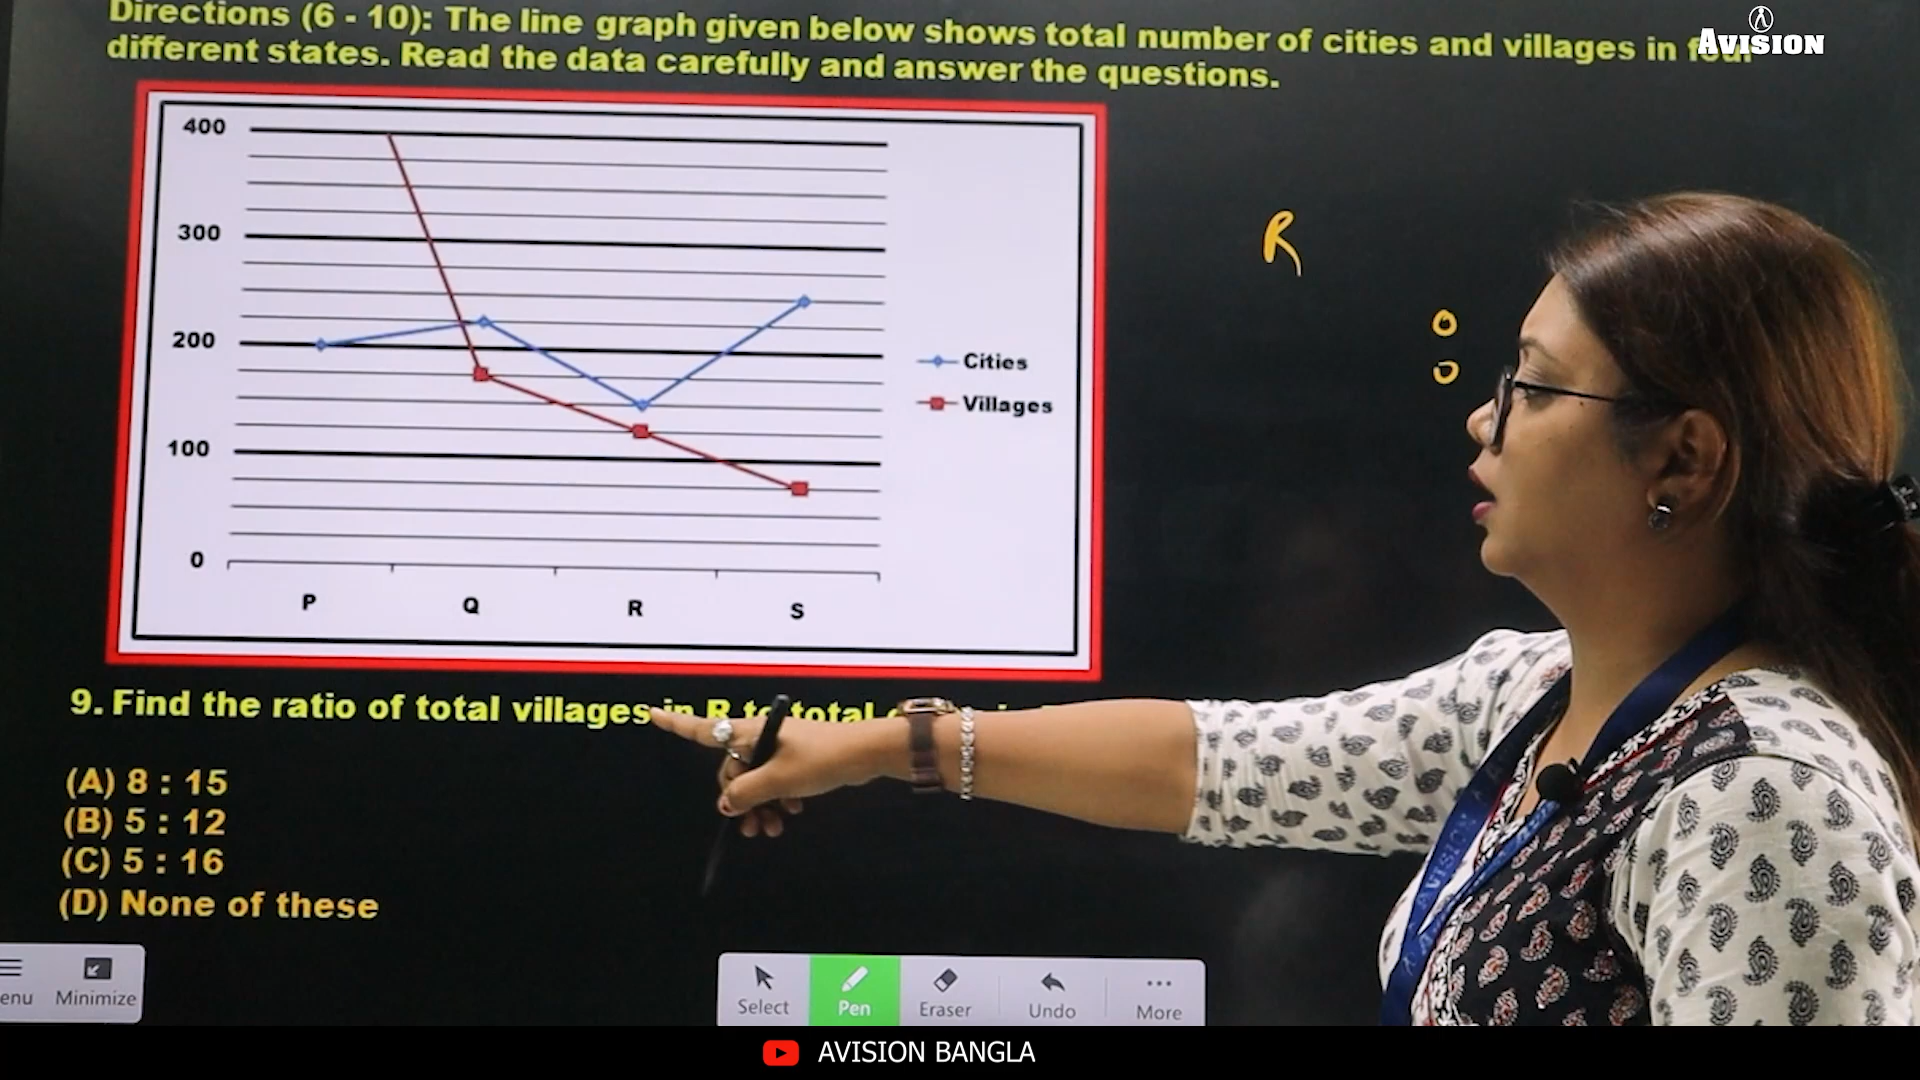 Directions (6 - 10): The line graph given below shows total number of cities and villages in
different states. Read the data carefully and answer the questions.
AVISION
400
300
200
100
0
P Q R S
Cities
Villages
R
:
9. Find the ratio of total villages in R to total
(A) 8 : 15
(B) 5 : 12
(C) 5 : 16
(D) None of these
enu Minimize
Select Pen Eraser Undo More
AVISION BANGLA